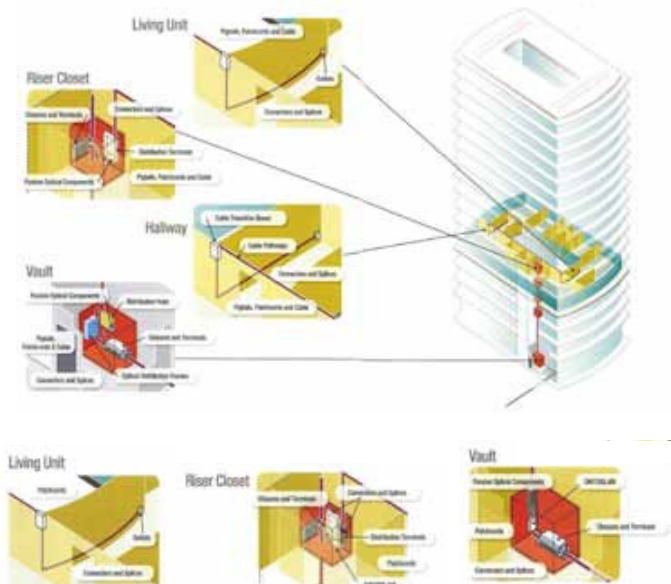 Living Unit
Pigtails, Patchcords and Cable
Outlets
Connectors and Splices
Riser Closet
Connectors and Splices
Closures and Terminals
Distribution Terminals
Passive Optical Components
Pigtails, Patchcords and Cable
Hallway
Cable Transition Boxes
Cable Pathways
Connectors and Splices
Pigtails, Patchcords and Cable
Vault
Passive Optical Components
Distribution Hubs
Pigtails,
Patchcords & Cable
Closures and Terminals
Connectors and Splices
Optical Distribution Frames
Living Unit
Patchcords
Outlets
Connectors and Splices
Riser Closet
Closures and Terminals
Connectors and Splices
Distribution Terminals
Patchcords
Vault
Passive Optical Components
Patchcords
Closures and Terminals
Connectors and Splices